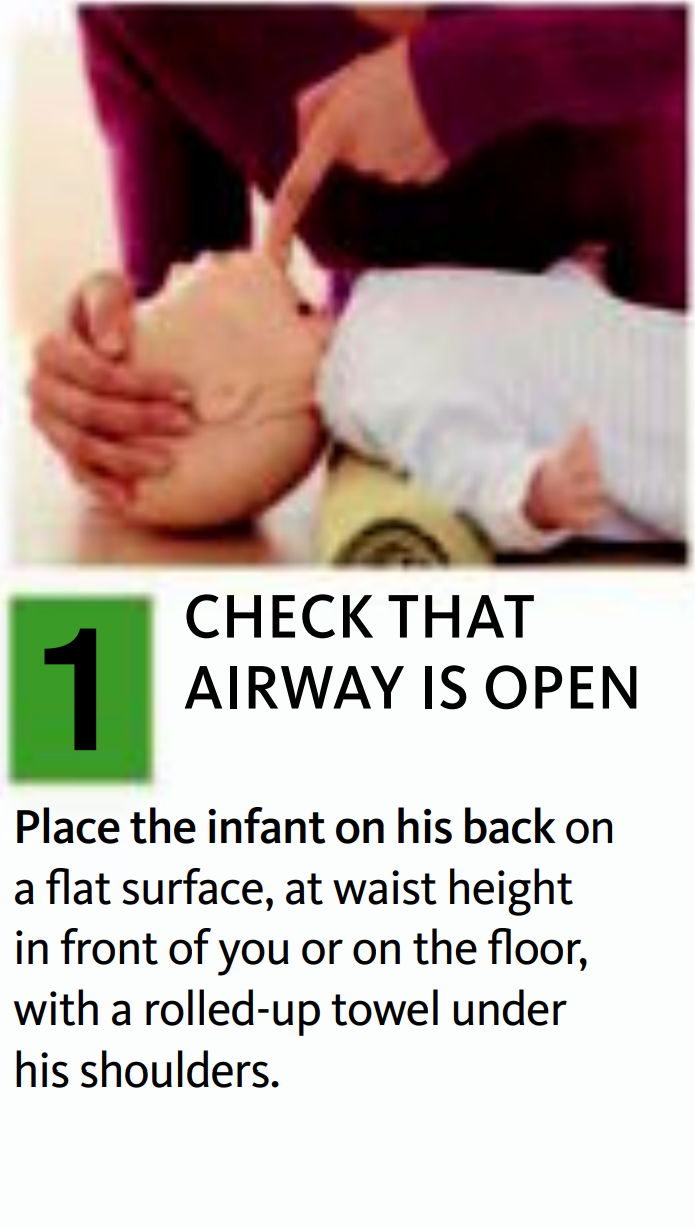 1
CHECK THAT
AIRWAY IS OPEN
Place the infant on his back on
a flat surface, at waist height
in front of you or on the floor,
with a rolled-up towel under
his shoulders.